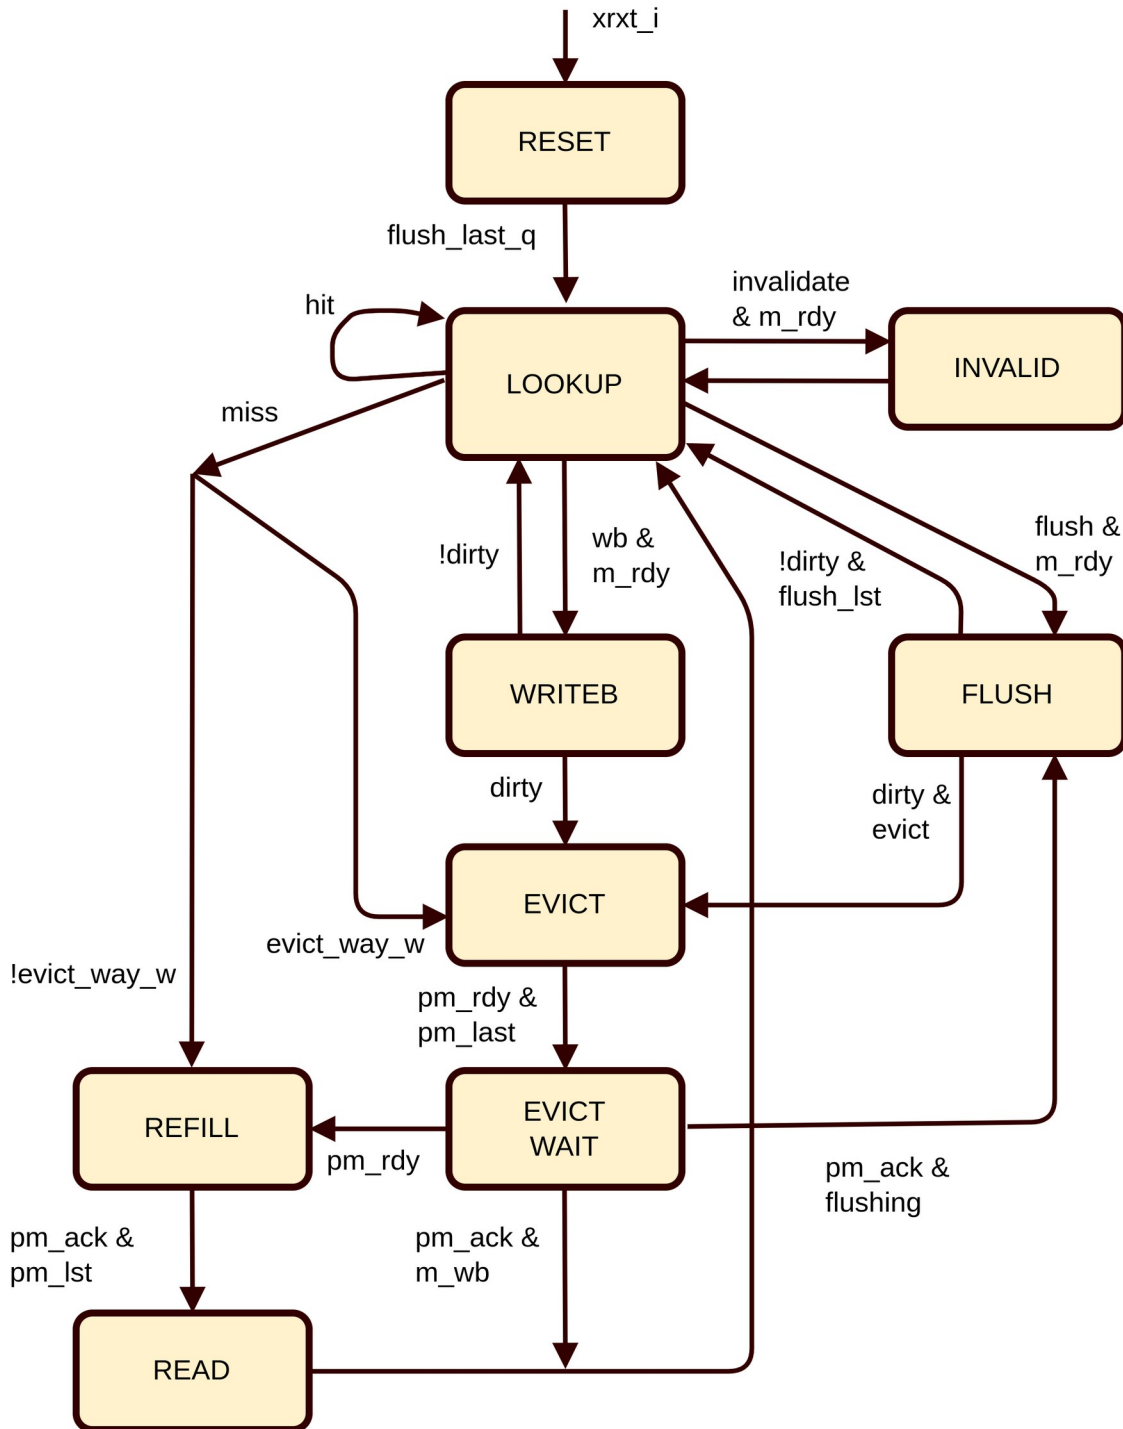 xrxt_i
RESET
flush_last_q
invalidate
& m_rdy
hit
LOOKUP
INVALID
miss
!dirty
wb &
m_rdy
!dirty &
flush_lst
flush &
m_rdy
WRITEB
FLUSH
dirty
dirty &
evict
EVICT
evict_way_w
!evict_way_w
pm_rdy &
pm_last
REFILL
EVICT
WAIT
pm_rdy
pm_ack &
flushing
pm_ack &
pm_lst
pm_ack &
m_wb
READ